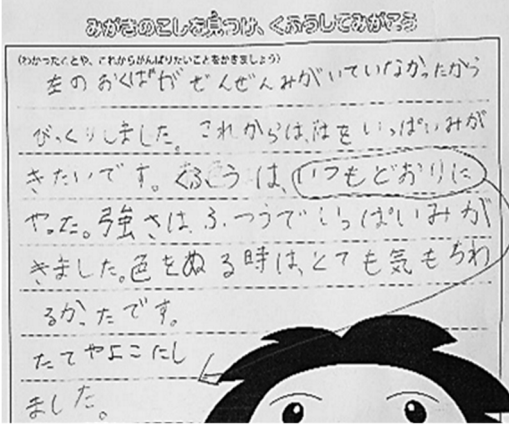 みがきのこしを見つけ、くふうしてみがこう
(わかったことや、これからがんばりたいことをかきましょう)
左のおくばがぜんぜんみがいていなかったから
びっくりしました。これからは、はをいっぱいみが
きたいです。くふうは、いつもどおりに
やった。強さは、ふつうでいっぱいみが
きました。色をぬる時は、とても気もちわ
るかったです。
たてやよこにし
ました。